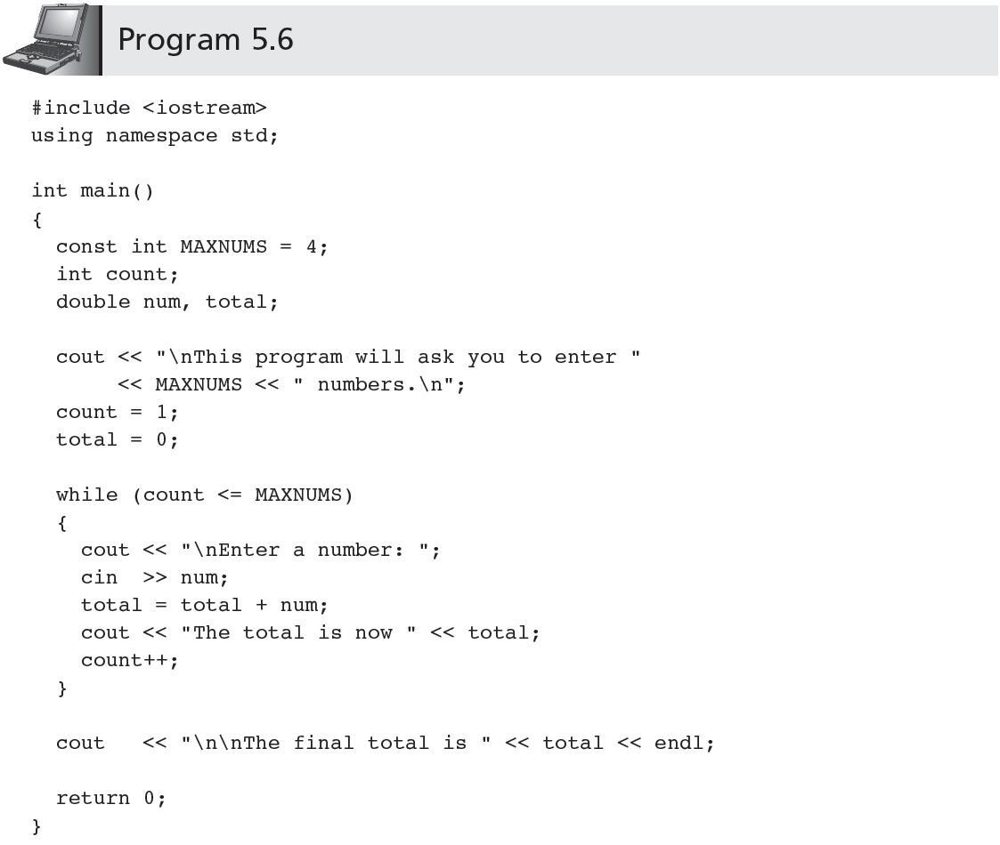 Program 5.6
#include <iostream>
using namespace std;
int main()
{
const int MAXNUMS = 4;
int count;
double num, total;
cout << "\nThis program will ask you to enter "
<< MAXNUMS << " numbers.\n";
count = 1;
total = 0;
while (count <= MAXNUMS)
{
cout << "\nEnter a number: ";
cin  >> num;
total = total + num;
cout << "The total is now " << total;
count++;
}
cout   << "\n\nThe final total is " << total << endl;
return 0;
}